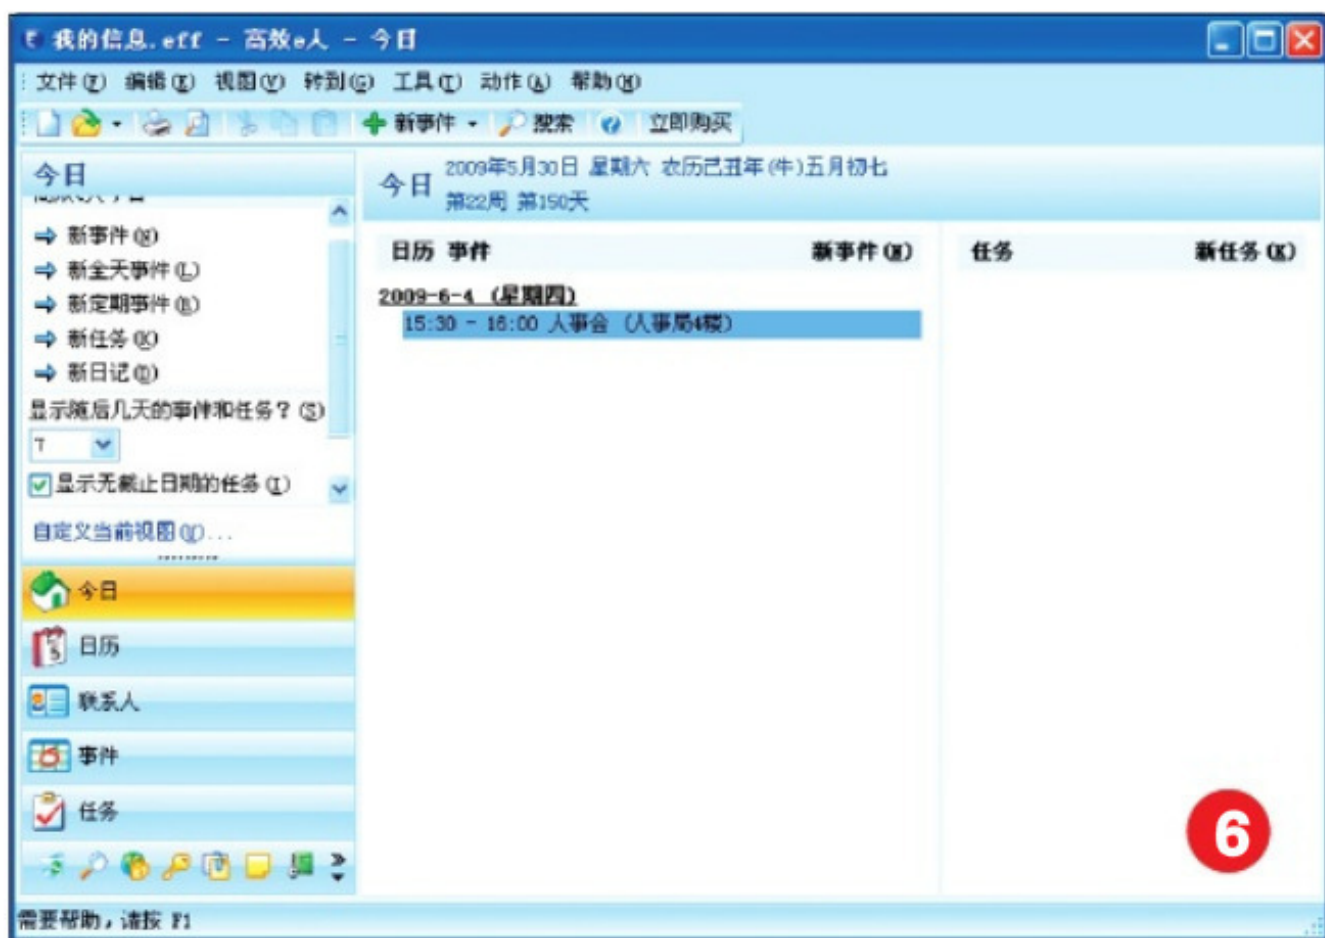 我的信息.eff - 高效e人 - 今日
文件(F) 编辑(E) 视图(V) 转到(G) 工具(T) 动作(A) 帮助(H)
新事件 搜索 立即购买
今日
新事件(N)
新全天事件(L)
新定期事件(R)
新任务(K)
新日记(D)
显示随后几天的事件和任务？(S)
7
显示无截止日期的任务(I)
自定义当前视图(V)...
今日
日历
联系人
事件
任务
需要帮助，请按 F1
今日
2009年5月30日 星期六 农历己丑年(牛)五月初七
第22周 第150天
日历 事件 新事件(N)
2009-6-4 (星期四)
15:30 - 16:00 人事会 (人事局4楼)
任务 新任务(K)
6